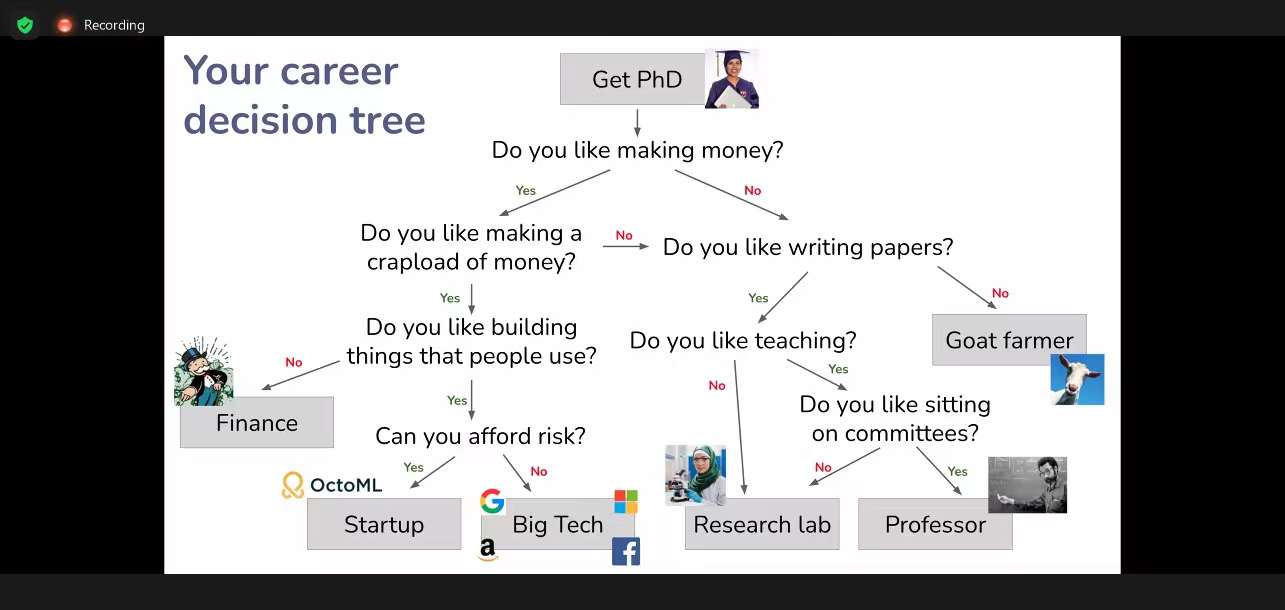 Recording
Your career
decision tree
Get PhD
Do you like making money?
Yes
No
Do you like making a
crapload of money?
No
Do you like writing papers?
Yes
Yes
No
Do you like building
things that people use?
Do you like teaching?
Goat farmer
No
Yes
No
Yes
Finance
Can you afford risk?
Do you like sitting
on committees?
Yes
No
No
Yes
OctoML
Startup
Big Tech
Research lab
Professor